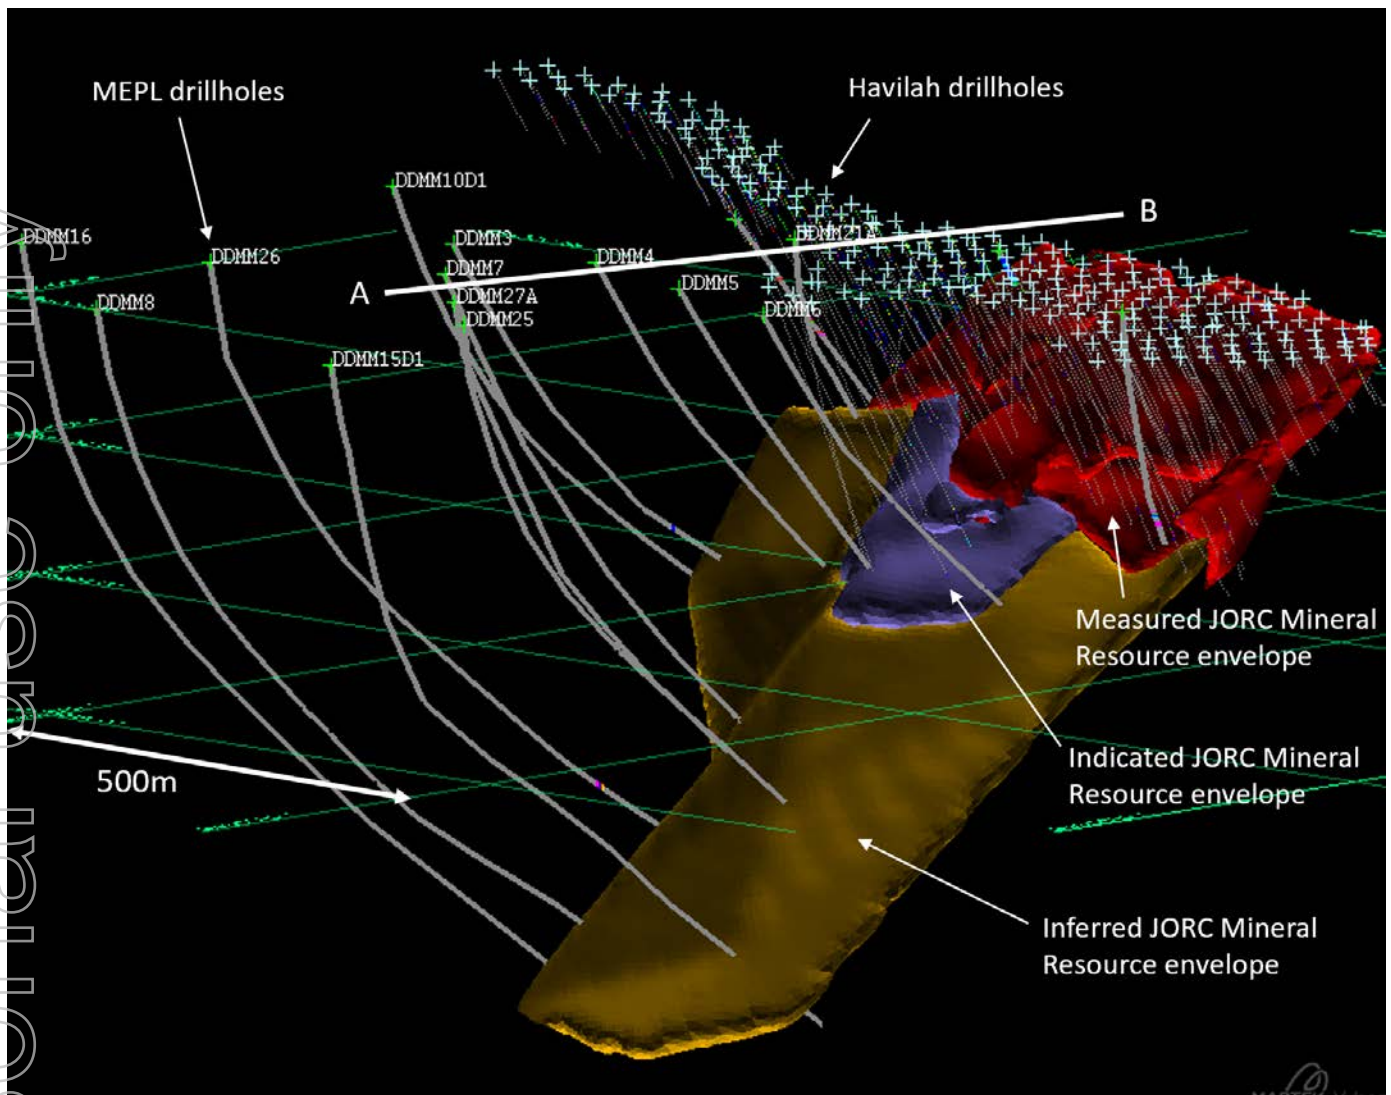 MEPL drillholes
Havilah drillholes
DDMM10D1
DDMM16
DDMM26
DDMM3
DDMM21A
B
DDMM4
DDMM7
A
DDMM5
DDMM8
DDMM27A
DDMM6
DDMM25
DDMM15D1
Measured JORC Mineral
Resource envelope
Indicated JORC Mineral
Resource envelope
500m
Inferred JORC Mineral
Resource envelope